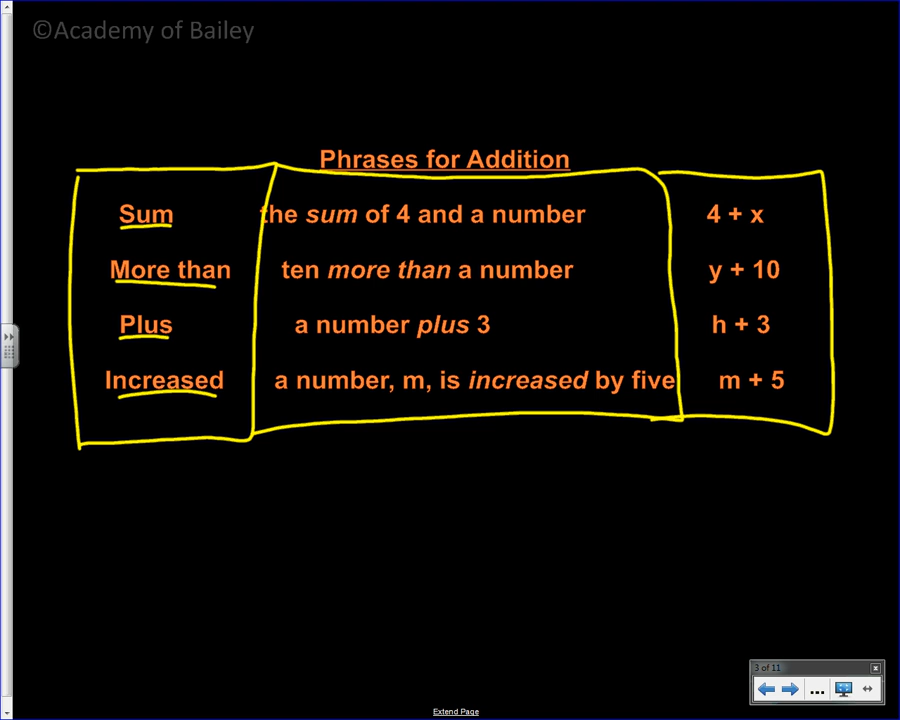 ©Academy of Bailey
Phrases for Addition
Sum the sum of 4 and a number 4 + x
More than ten more than a number y + 10
Plus a number plus 3 h + 3
Increased a number, m, is increased by five m + 5
3 of 11
Extend Page